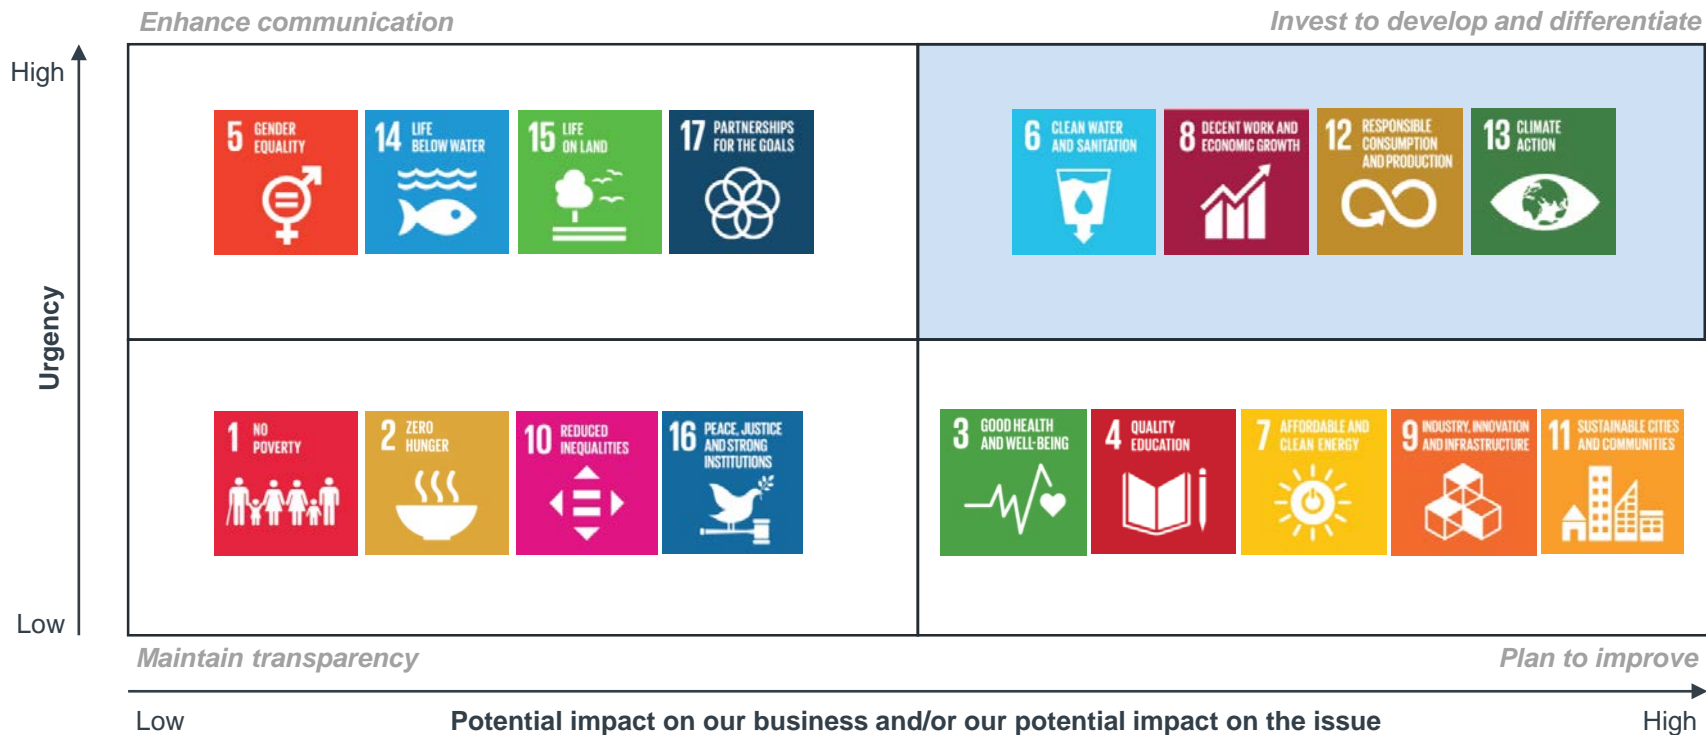 Enhance communication
Invest to develop and differentiate
High
Urgency
Low
5 GENDER
EQUALITY
14 LIFE
BELOW WATER
15 LIFE
ON LAND
17 PARTNERSHIPS
FOR THE GOALS
6 CLEAN WATER
AND SANITATION
8 DECENT WORK AND
ECONOMIC GROWTH
12 RESPONSIBLE
CONSUMPTION
AND PRODUCTION
13 CLIMATE
ACTION
1 NO
POVERTY
2 ZERO
HUNGER
10 REDUCED
INEQUALITIES
16 PEACE, JUSTICE
AND STRONG
INSTITUTIONS
3 GOOD HEALTH
AND WELL-BEING
4 QUALITY
EDUCATION
7 AFFORDABLE AND
CLEAN ENERGY
9 INDUSTRY, INNOVATION
AND INFRASTRUCTURE
11 SUSTAINABLE CITIES
AND COMMUNITIES
Maintain transparency
Plan to improve
Low
Potential impact on our business and/or our potential impact on the issue
High